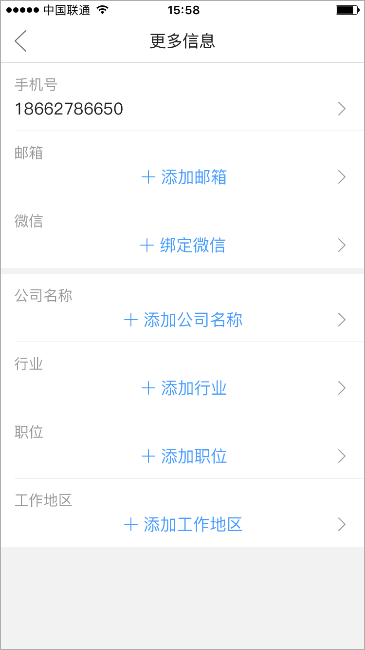 中国联通 15:58
更多信息
手机号
18662786650
邮箱
+ 添加邮箱
微信
+ 绑定微信
公司名称
+ 添加公司名称
行业
+ 添加行业
职位
+ 添加职位
工作地区
+ 添加工作地区